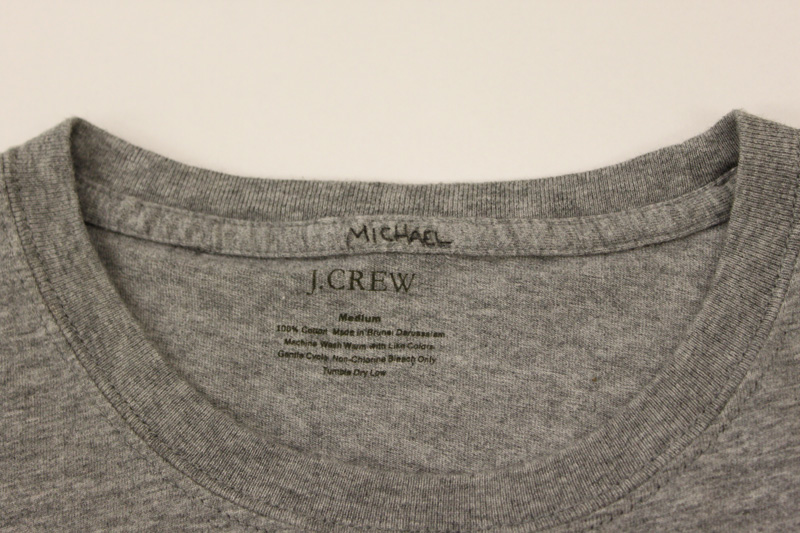 MICHAEL
J.CREW
Medium
100% Cotton Made in Brunei Darussalam
Machine Wash Warm with Like Colors
Gentle Cycle, Non-Chlorine Bleach Only
Tumble Dry Low